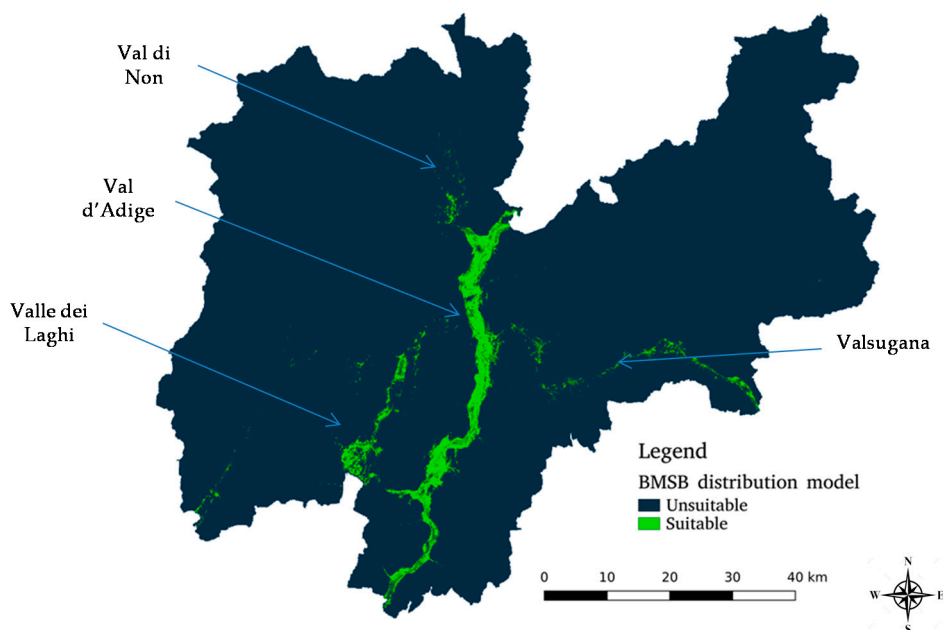 Val di
Non
Val
d'Adige
Valle dei
Laghi
Valsugana
Legend
BMSB distribution model
Unsuitable
Suitable
0 10 20 30 40 km
N
W E
S